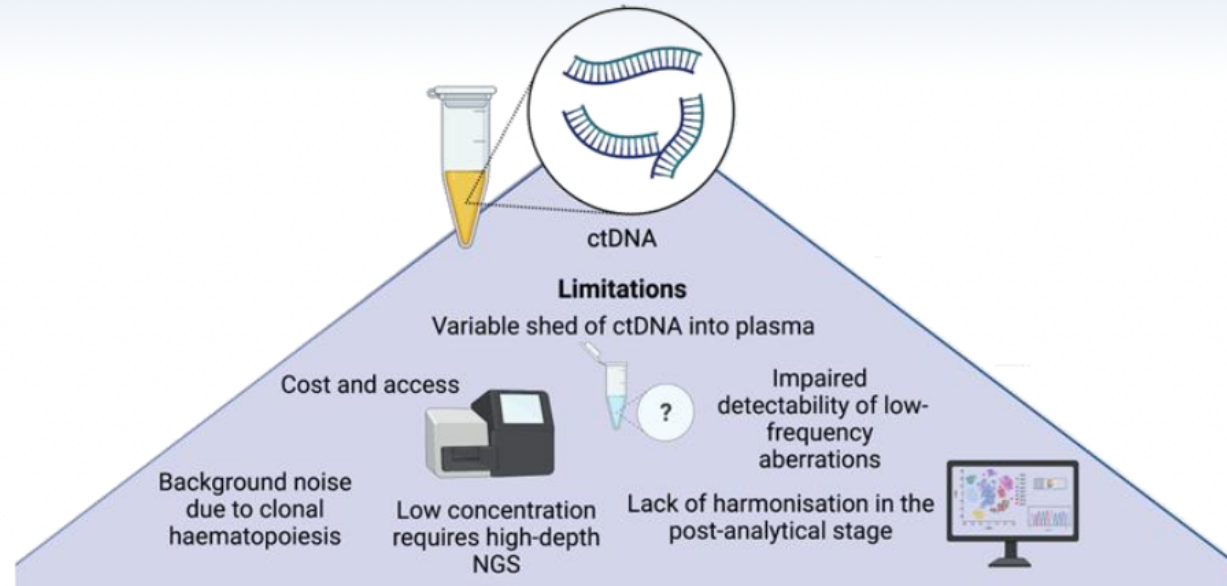 ctDNA
Limitations
Variable shed of ctDNA into plasma
Cost and access
?
Impaired
detectability of low-
frequency
aberrations
Background noise
due to clonal
haematopoiesis
Low concentration
requires high-depth
NGS
Lack of harmonisation in the
post-analytical stage